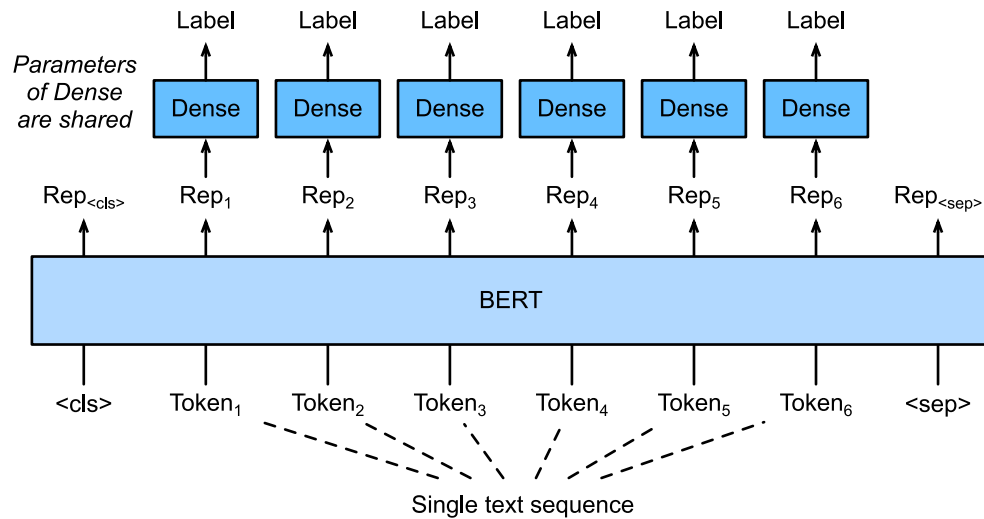 Label Label Label Label Label Label
Parameters
of Dense
are shared
Dense Dense Dense Dense Dense Dense
Rep<cls> Rep1 Rep2 Rep3 Rep4 Rep5 Rep6 Rep<sep>
BERT
<cls> Token1 Token2 Token3 Token4 Token5 Token6 <sep>
Single text sequence